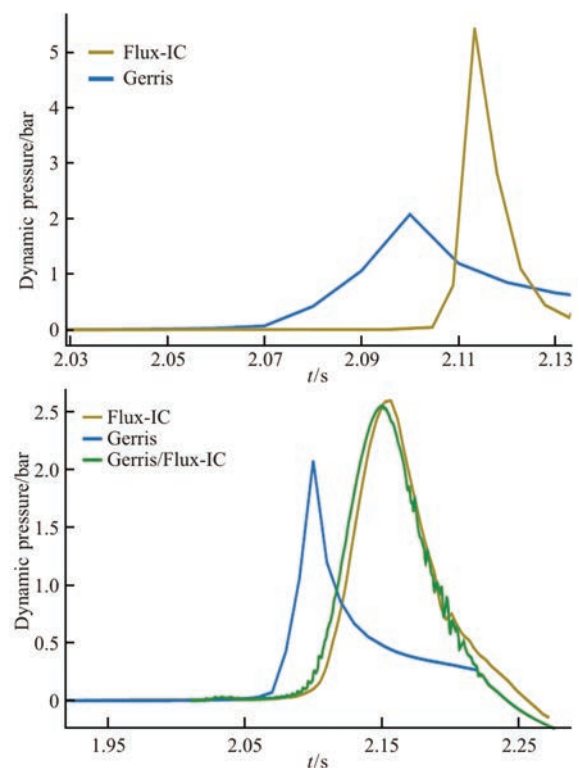 5
4
3
2
1
0
Dynamic pressure/bar
Flux-IC
Gerris
2.03
2.05
2.07
2.09
2.11
2.13
t/s
2.5
2.0
1.5
1.0
0.5
0
Dynamic pressure/bar
Flux-IC
Gerris
Gerris/Flux-IC
1.95
2.05
2.15
2.25
t/s